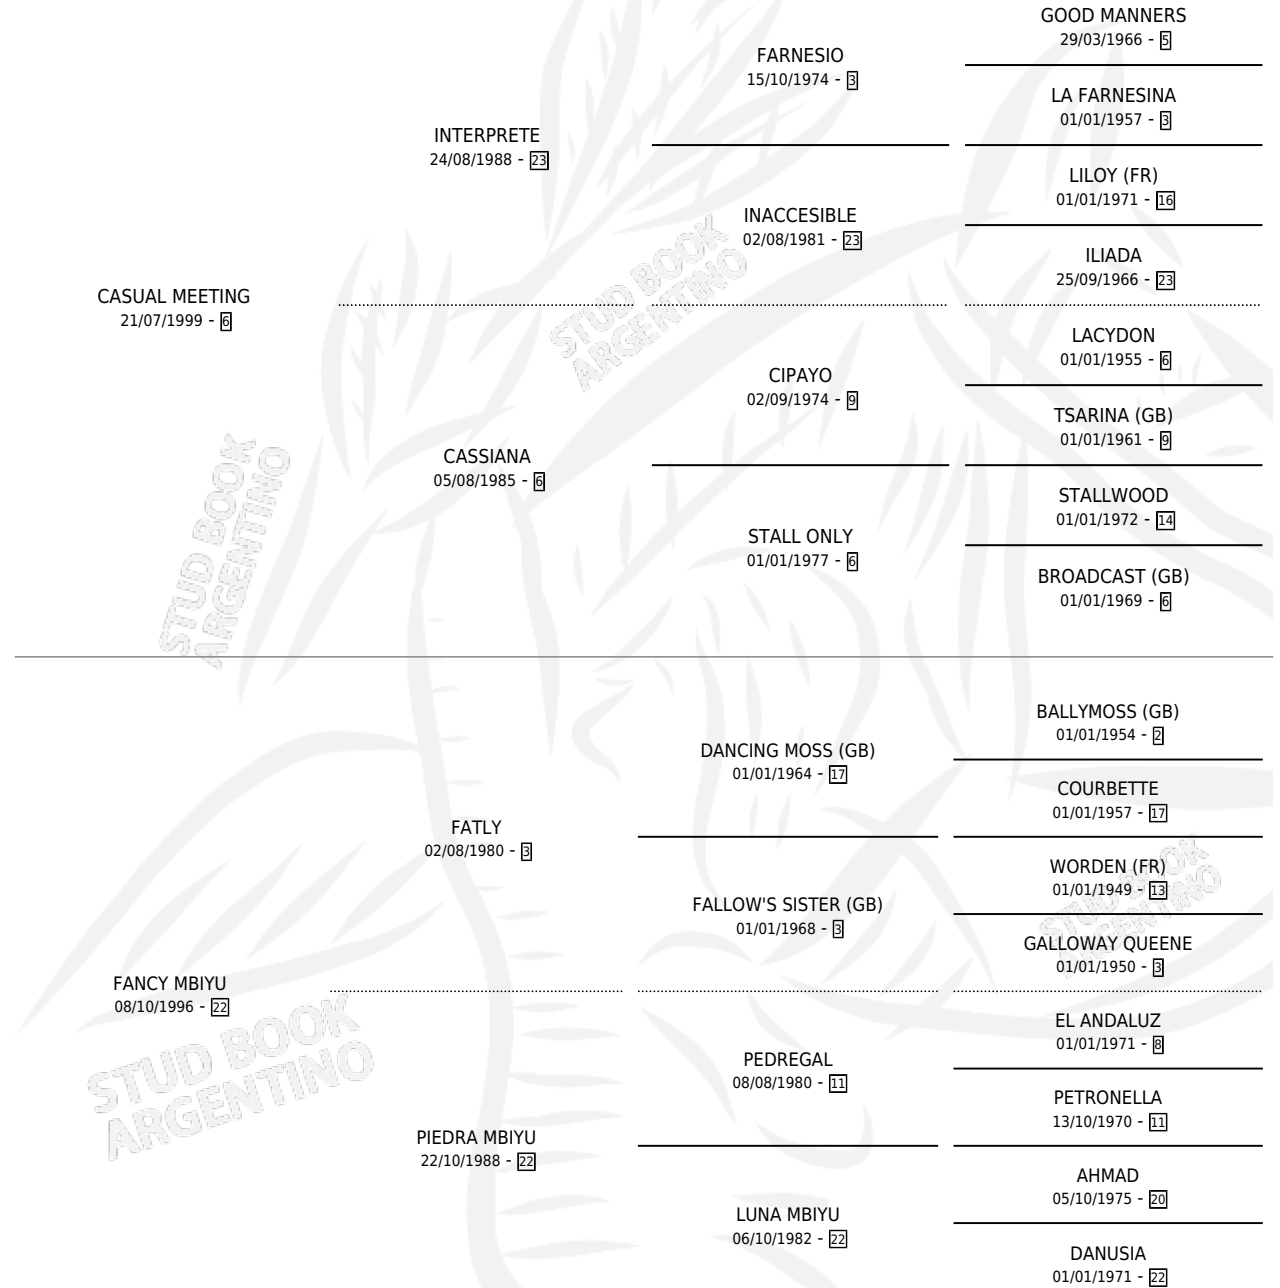 GOOD MANNERS
29/03/1966 - 5
FARNESIO
15/10/1974 - 3
LA FARNESINA
01/01/1957 - 3
INTERPRETE
24/08/1988 - 23
LILOY (FR)
01/01/1971 - 16
INACCESIBLE
02/08/1981 - 23
ILIADA
25/09/1966 - 23
CASUAL MEETING
21/07/1999 - 6
STUD BOOK
ARGENTINO
LACYDON
01/01/1955 - 6
CIPAYO
02/09/1974 - 9
TSARINA (GB)
01/01/1961 - 9
CASSIANA
05/08/1985 - 6
STALLWOOD
01/01/1972 - 14
STALL ONLY
01/01/1977 - 6
BROADCAST (GB)
01/01/1969 - 6
STUD BOOK
ARGENTINO
BALLYMOSS (GB)
01/01/1954 - 2
DANCING MOSS (GB)
01/01/1964 - 17
COURBETTE
01/01/1957 - 17
FATLY
02/08/1980 - 3
WORDEN (FR)
01/01/1949 - 13
FALLOW'S SISTER (GB)
01/01/1968 - 3
GALLOWAY QUEENE
01/01/1950 - 3
STUD BOOK
ARGENTINO
FANCY MBIYU
08/10/1996 - 22
EL ANDALUZ
01/01/1971 - 8
PEDREGAL
08/08/1980 - 11
PETRONELLA
13/10/1970 - 11
STUD BOOK
ARGENTINO
PIEDRA MBIYU
22/10/1988 - 22
AHMAD
05/10/1975 - 20
LUNA MBIYU
06/10/1982 - 22
DANUSIA
01/01/1971 - 22